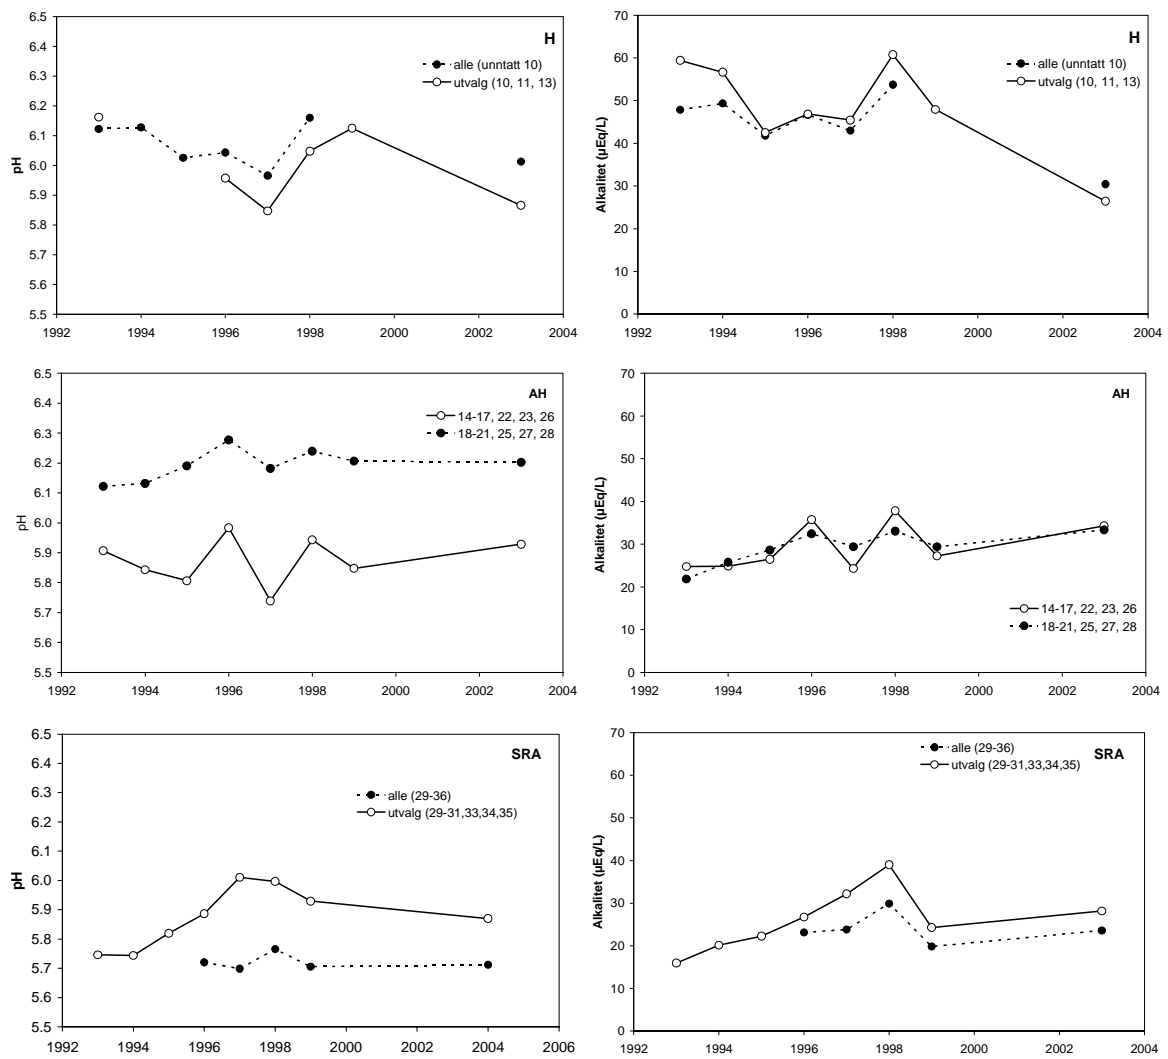 H
alle (unntatt 10)
utvalg (10, 11, 13)
pH
6.5
6.4
6.3
6.2
6.1
6.0
5.9
5.8
5.7
5.6
5.5
1992 1994 1996 1998 2000 2002 2004
H
alle (unntatt 10)
utvalg (10, 11, 13)
Alkalitet (µEq/L)
70
60
50
40
30
20
10
0
1992 1994 1996 1998 2000 2002 2004
AH
14-17, 22, 23, 26
18-21, 25, 27, 28
pH
6.5
6.4
6.3
6.2
6.1
6.0
5.9
5.8
5.7
5.6
5.5
1992 1994 1996 1998 2000 2002 2004
AH
14-17, 22, 23, 26
18-21, 25, 27, 28
Alkalitet (µEq/L)
70
60
50
40
30
20
10
0
1992 1994 1996 1998 2000 2002 2004
SRA
alle (29-36)
utvalg (29-31,33,34,35)
pH
6.5
6.4
6.3
6.2
6.1
6.0
5.9
5.8
5.7
5.6
5.5
1992 1994 1996 1998 2000 2002 2004 2006
SRA
alle (29-36)
utvalg (29-31,33,34,35)
Alkalitet (µEq/L)
70
60
50
40
30
20
10
0
1992 1994 1996 1998 2000 2002 2004